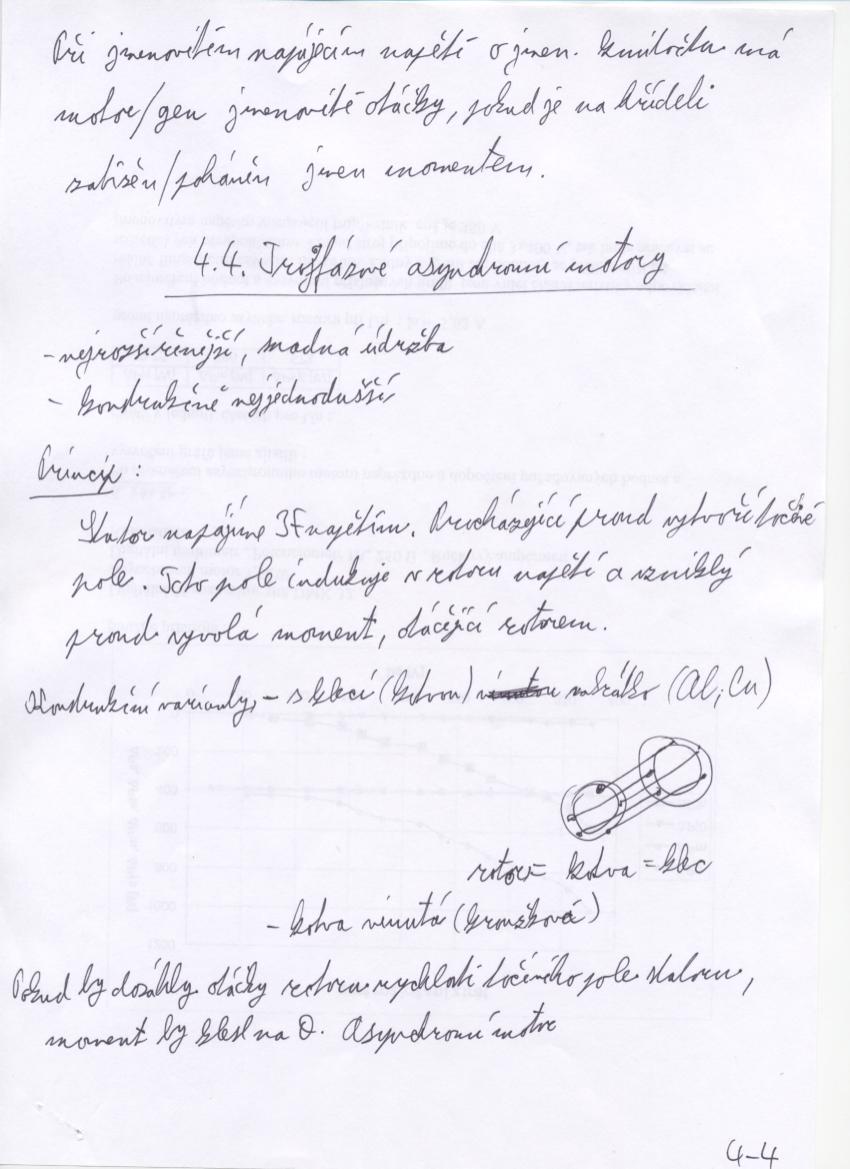 Při jmenovitém napájecím napětí o jmen. kmitočtu má
motor/gen jmenovité otáčky, pokud je na hřídeli
zatížen/poháněn jmen momentem.
4.4. Trojfázové asynchronní motory
- nejrozšířenější, snadná údržba
- konstrukčně nejjednodušší
Princip:
Stator napájíme 3f napětím. Procházející proud vytvoří točivé
pole. Toto pole indukuje v rotoru napětí a vzniklý
proud vyvolá moment, otáčející rotorem.
Konstrukční varianty - s klecí (kotvou) nakrátko (Al, Cu)
rotor = kotva = klec
- kotva vinutá (kroužková)
Pokud by dosáhly otáčky rotoru rychlosti točivého pole statoru,
moment by klesl na 0. Asynchronní motor
4-4